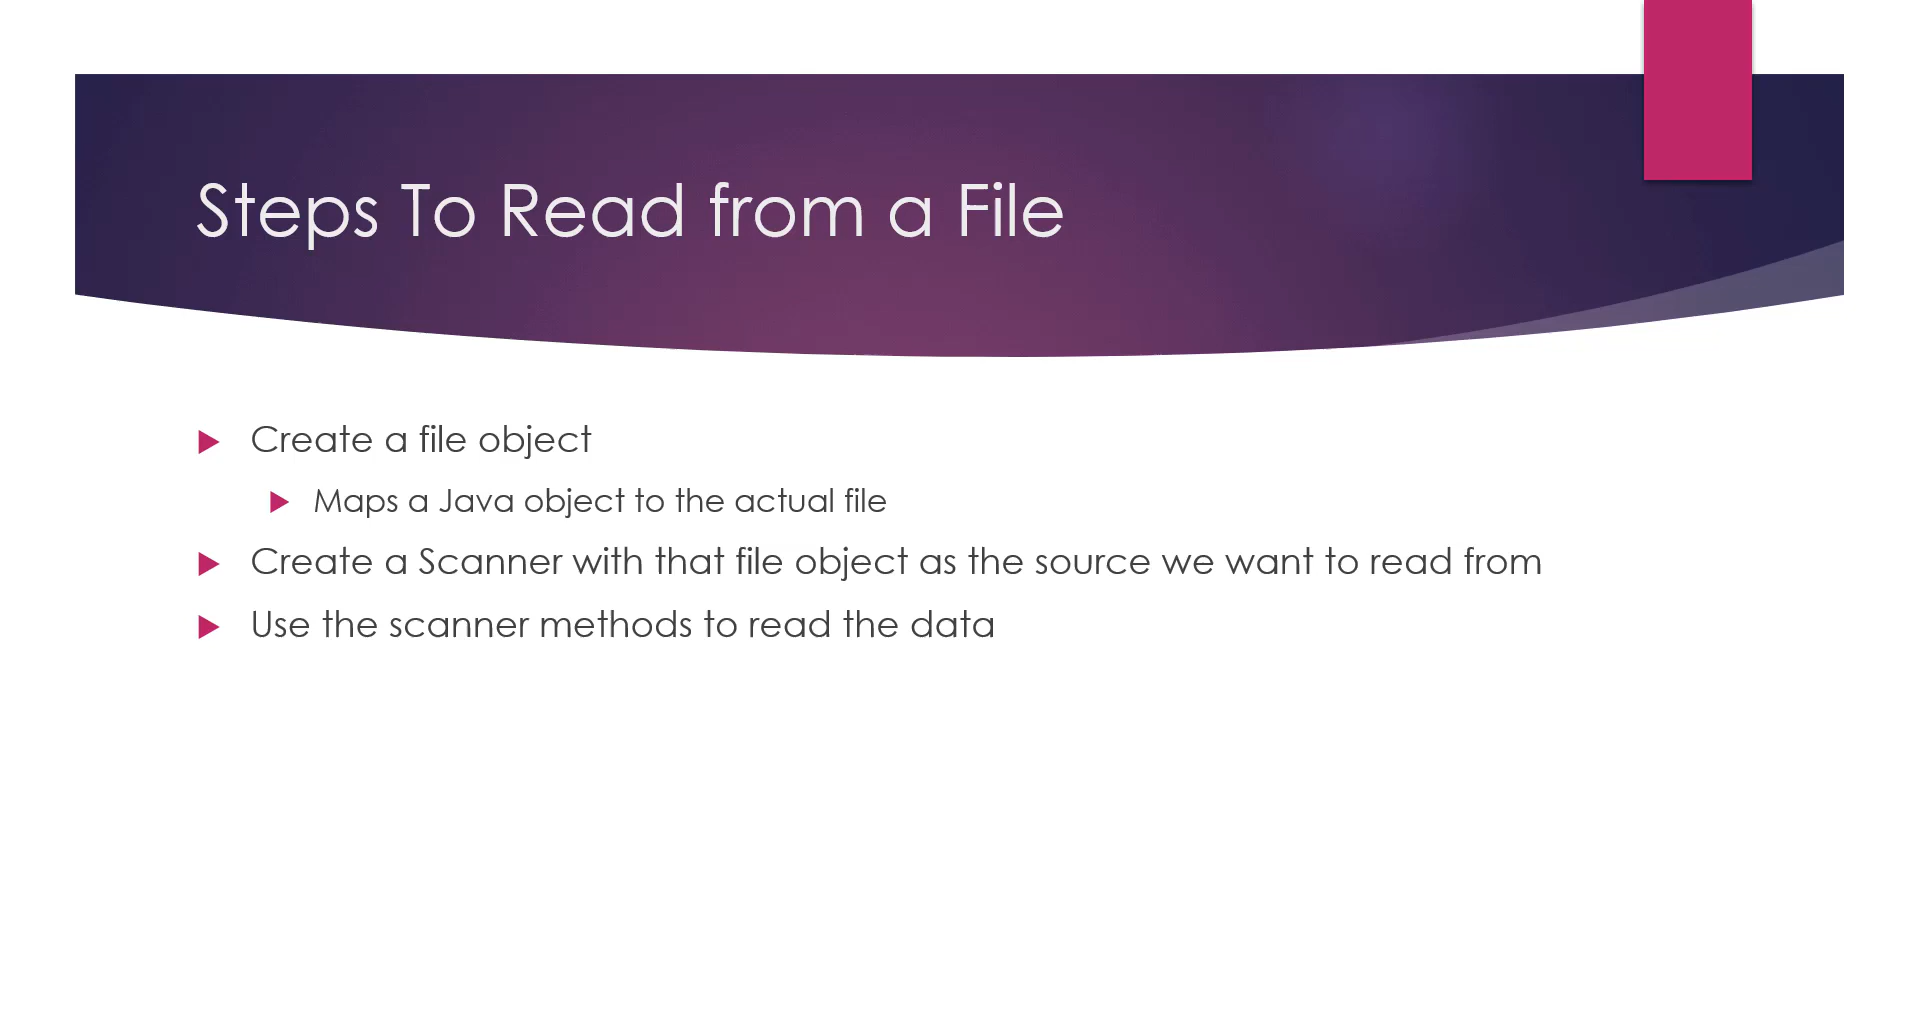 Steps To Read from a File
Create a file object
Maps a Java object to the actual file
Create a Scanner with that file object as the source we want to read from
Use the scanner methods to read the data